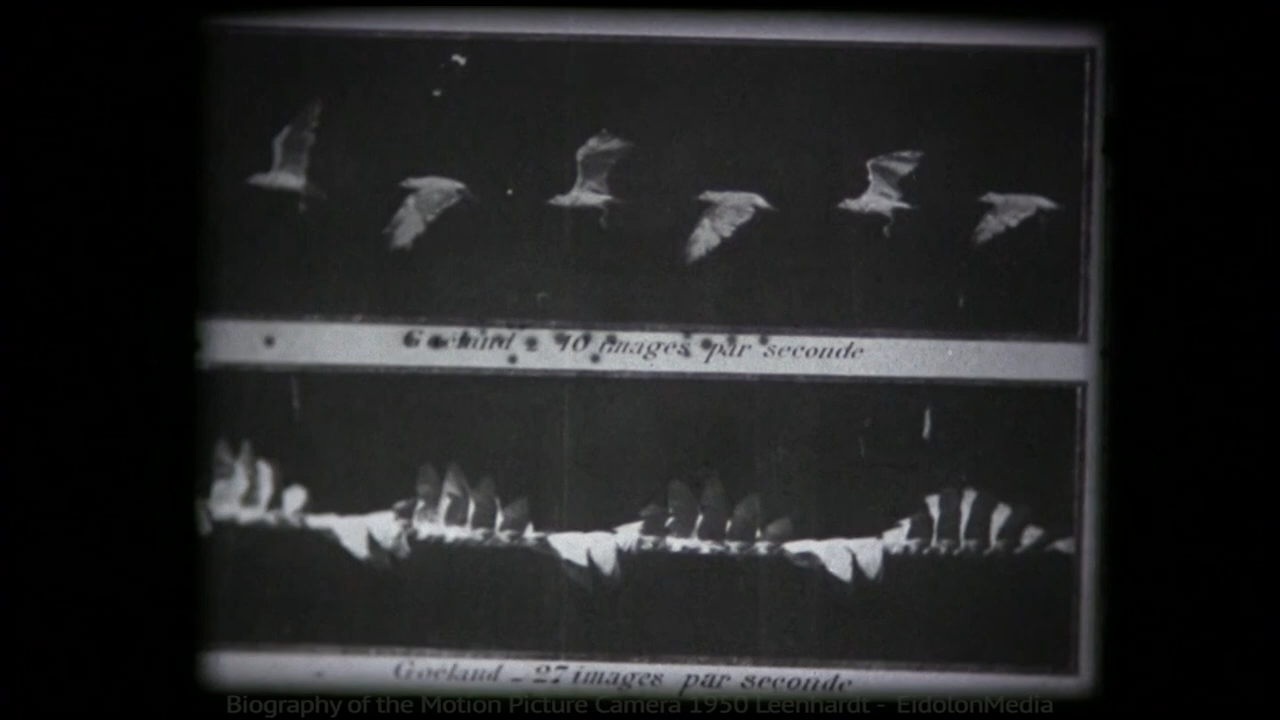 Goeland _ 10 images par seconde
Goeland _ 27 images par seconde
Biography of the Motion Picture Camera 1950 Leenhardt - EidolonMedia